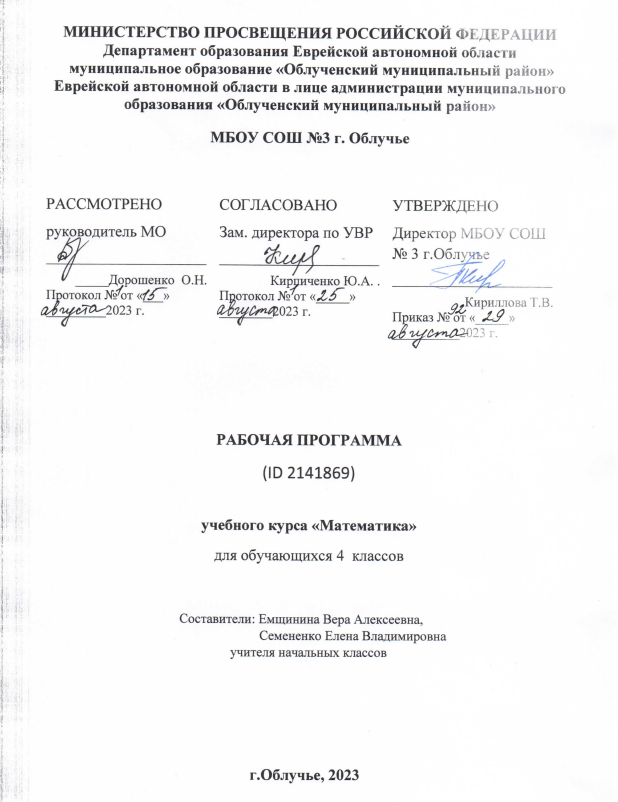 МИНИСТЕРСТВО ПРОСВЕЩЕНИЯ РОССИЙСКОЙ ФЕДЕРАЦИИ
Департамент образования Еврейской автономной области
муниципальное образование «Облученский муниципальный район»
Еврейской автономной области в лице администрации муниципального
образования «Облученский муниципальный район»
МБОУ СОШ №3 г. Облучье
РАССМОТРЕНО
руководитель МО
Дорошенко О.Н.
Протокол №1 от «15»
августа 2023 г.
СОГЛАСОВАНО
Зам. директора по УВР
Кирпиченко Ю.А. .
Протокол №1 от «25»
августа 2023 г.
УТВЕРЖДЕНО
Директор МБОУ СОШ
№ 3 г.Облучье
Кириллова Т.В.
Приказ №92 от «29»
августа 2023 г.
РАБОЧАЯ ПРОГРАММА
(ID 2141869)
учебного курса «Математика»
для обучающихся 4 классов
Составители: Емщинина Вера Алексеевна,
Семененко Елена Владимировна
учителя начальных классов
г.Облучье, 2023